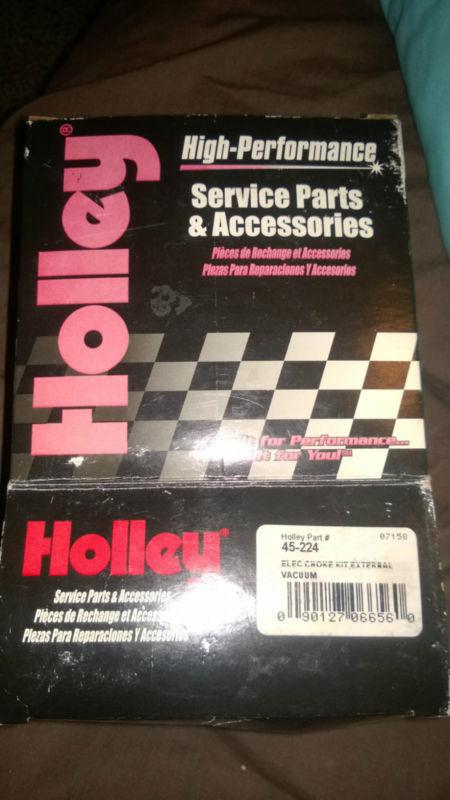 Holley®
High-Performance
Service Parts
& Accessories
Pièces de Rechange et Accessories
Piezas Para Reparaciones Y Accesorios
for Performance...
for You!™
Holley®
Service Parts & Accessories
Pièces de Rechange et
Piezas Para Reparaciones Y Accesorios
Holley Part # 07158
45-224
ELEC CHOKE KIT, EXTERNAL
VACUUM
0 90127 06656 0